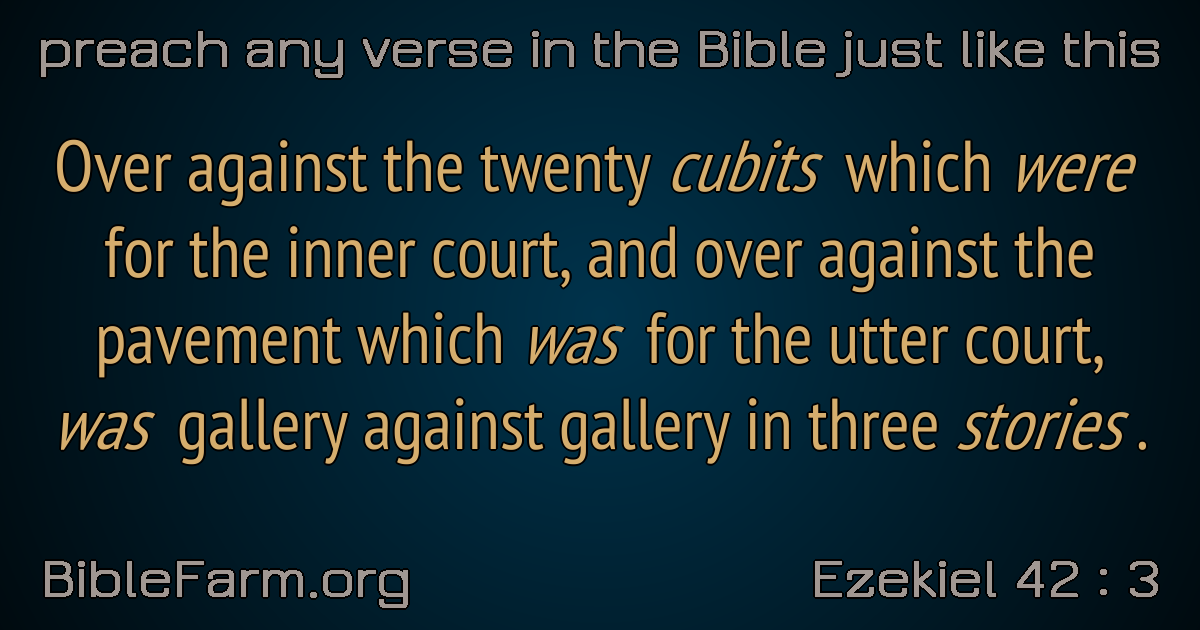 preach any verse in the Bible just like this
Over against the twenty cubits which were
for the inner court, and over against the
pavement which was for the utter court,
was gallery against gallery in three stories .
BibleFarm.org
Ezekiel 42 : 3